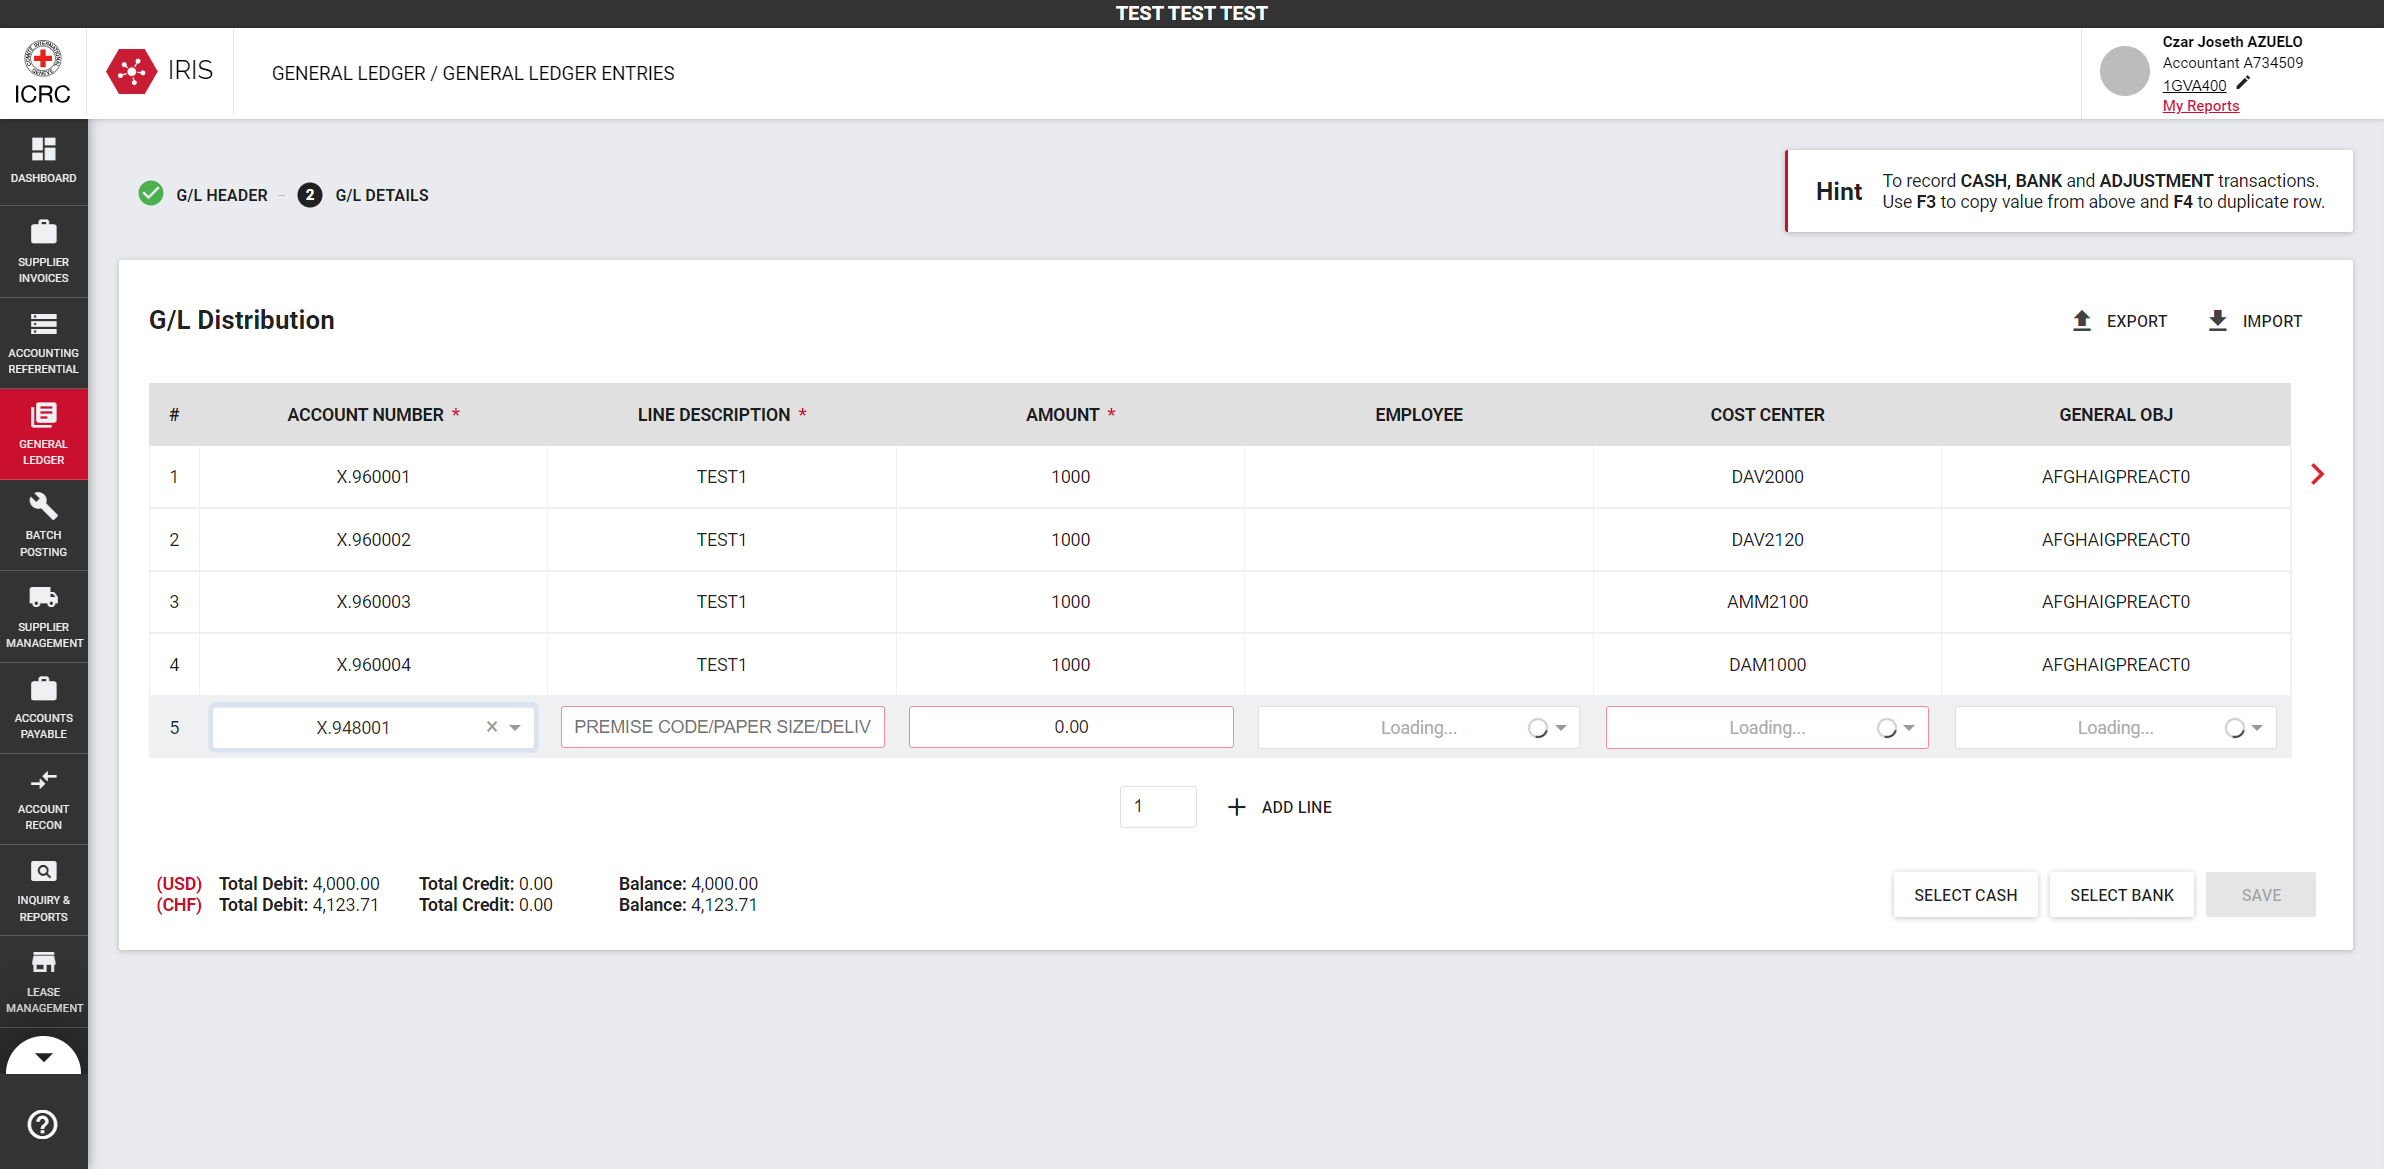 TEST TEST TEST
ICRC
IRIS
GENERAL LEDGER / GENERAL LEDGER ENTRIES
Czar Joseth AZUELO
Accountant A734509
1GVA400
My Reports
DASHBOARD
SUPPLIER
INVOICES
ACCOUNTING
REFERENTIAL
GENERAL
LEDGER
BATCH
POSTING
SUPPLIER
MANAGEMENT
ACCOUNTS
PAYABLE
ACCOUNT
RECON
INQUIRY &
REPORTS
LEASE
MANAGEMENT
G/L HEADER – 2 G/L DETAILS
Hint
To record CASH, BANK and ADJUSTMENT transactions.
Use F3 to copy value from above and F4 to duplicate row.
G/L Distribution
EXPORT IMPORT
# ACCOUNT NUMBER * LINE DESCRIPTION * AMOUNT * EMPLOYEE COST CENTER GENERAL OBJ
1 X.960001 TEST1 1000 DAV2000 AFGHAIGPREACT0
2 X.960002 TEST1 1000 DAV2120 AFGHAIGPREACT0
3 X.960003 TEST1 1000 AMM2100 AFGHAIGPREACT0
4 X.960004 TEST1 1000 DAM1000 AFGHAIGPREACT0
5 X.948001 PREMISE CODE/PAPER SIZE/DELIV 0.00 Loading... Loading... Loading...
1 ADD LINE
(USD) Total Debit: 4,000.00 Total Credit: 0.00 Balance: 4,000.00
(CHF) Total Debit: 4,123.71 Total Credit: 0.00 Balance: 4,123.71
SELECT CASH SELECT BANK SAVE